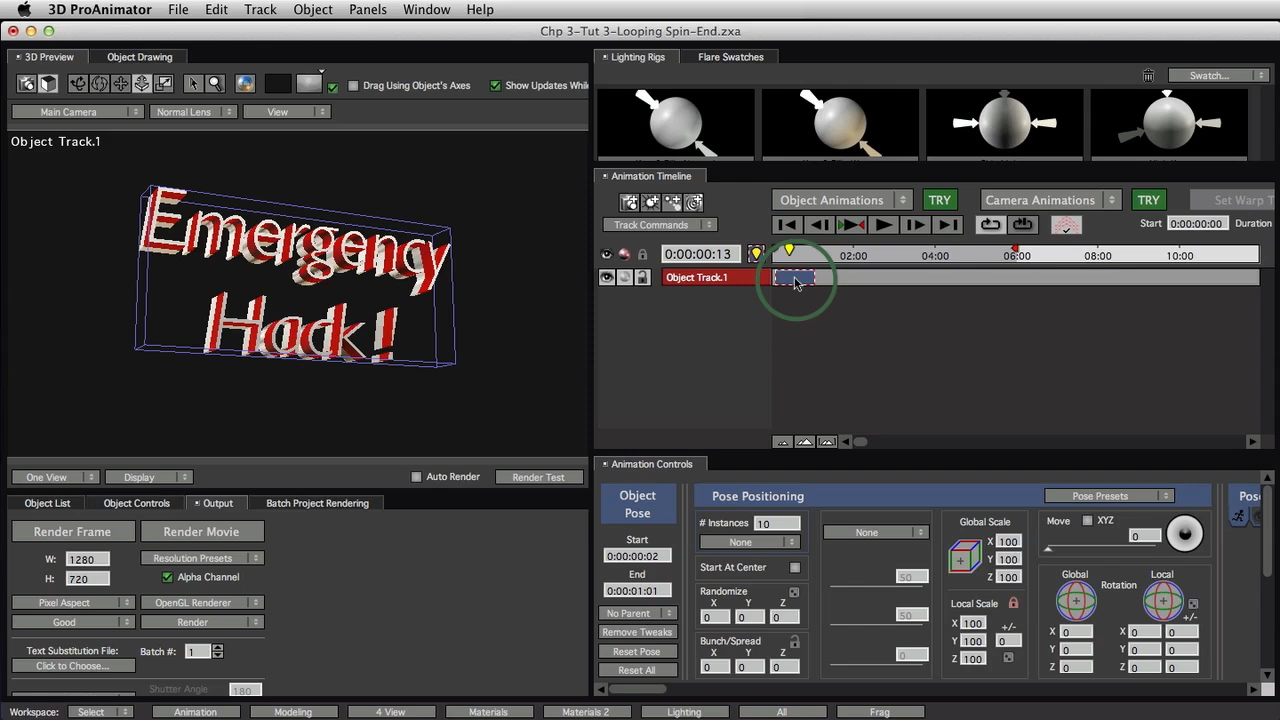 3D ProAnimator File Edit Track Object Panels Window Help
Chp 3-Tut 3-Looping Spin-End.zxa
3D Preview Object Drawing
Lighting Rigs Flare Swatches
Drag Using Object's Axes Show Updates Whil
Swatch...
Main Camera Normal Lens View
Object Track.1
Emergency
Hack!
Animation Timeline
Object Animations TRY Camera Animations TRY Set Warp T
Track Commands Start 0:00:00:00 Duration
0:00:00:13 02:00 04:00 06:00 08:00 10:00
Object Track.1
One View Display Auto Render Render Test
Object List Object Controls Output Batch Project Rendering
Render Frame Render Movie
W: 1280 Resolution Presets
H: 720 Alpha Channel
Pixel Aspect OpenGL Renderer
Good Render
Text Substitution File: Batch #: 1
Click to Choose...
Shutter Angle 180
Animation Controls
Object
Pose
Start
0:00:00:02
End
0:00:01:01
No Parent
Remove Tweaks
Reset Pose
Reset All
Pose Positioning Pose Presets Pos
# Instances 10
None
Start At Center
Randomize
X Y Z
0 0 0
Bunch/Spread
X Y Z
0 0 0
None
50
50
0
Global Scale
X 100
Y 100
Z 100
Local Scale
X 100 +/-
Y 100 0
Z 100
Move XYZ
0
Global Rotation Local
+/-
X 0 X 0 0
Y 0 Y 0 0
Z 0 Z 0 0
Workspace: Select Animation Modeling 4 View Materials Materials 2 Lighting All Frag